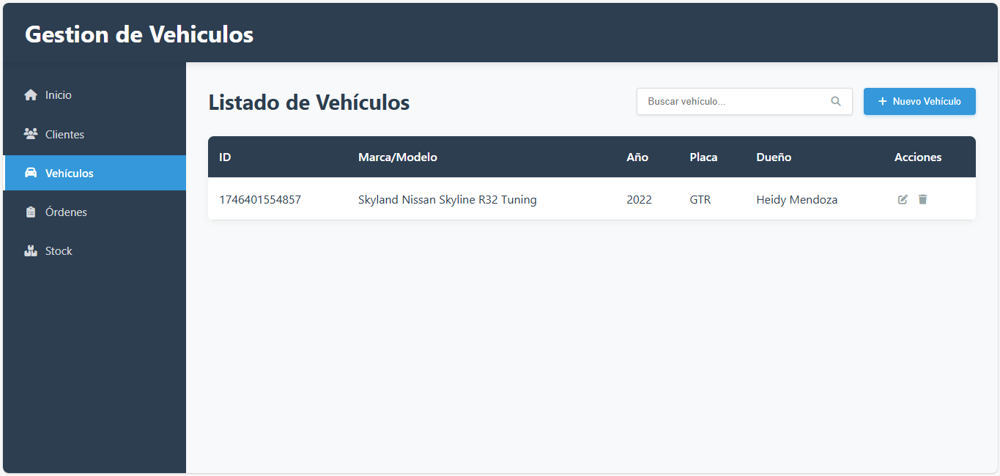 Gestion de Vehiculos
Inicio
Clientes
Vehículos
Órdenes
Stock
Listado de Vehículos
Buscar vehículo...
Nuevo Vehículo
ID Marca/Modelo Año Placa Dueño Acciones
1746401554857 Skyland Nissan Skyline R32 Tuning 2022 GTR Heidy Mendoza